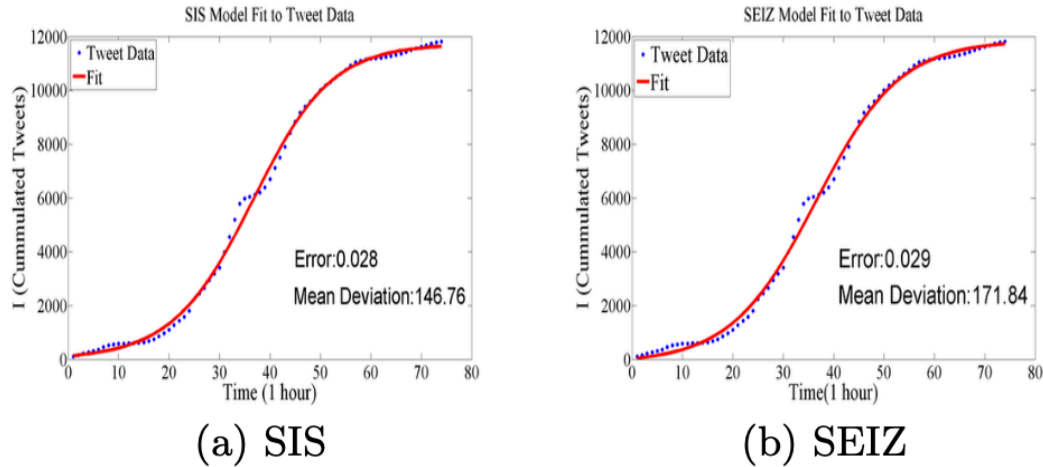 SIS Model Fit to Tweet Data
12000
10000
8000
6000
4000
2000
0
I (Cummulated Tweets)
Tweet Data
Fit
Error:0.028
Mean Deviation:146.76
0 10 20 30 40 50 60 70 80
Time (1 hour)
(a) SIS
SEIZ Model Fit to Tweet Data
12000
10000
8000
6000
4000
2000
0
I (Cummulated Tweets)
Tweet Data
Fit
Error:0.029
Mean Deviation:171.84
0 10 20 30 40 50 60 70 80
Time(1 hour)
(b) SEIZ